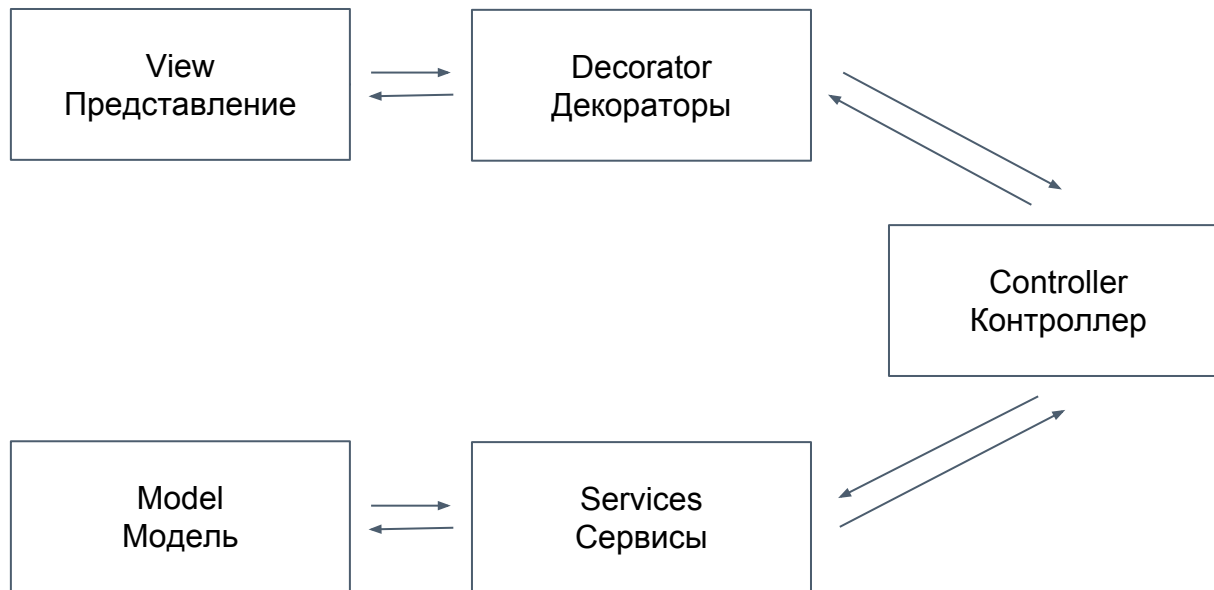 View
Представление
Decorator
Декораторы
Controller
Контроллер
Model
Модель
Services
Сервисы